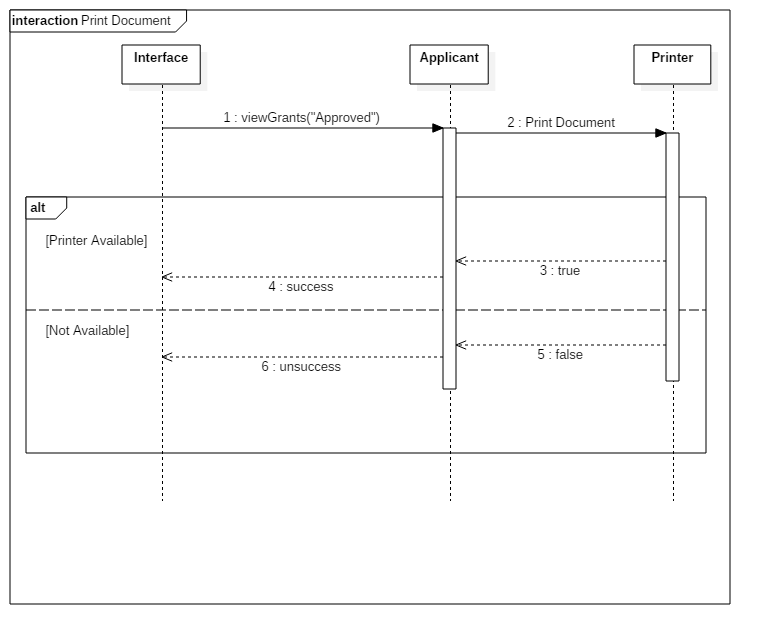 interaction Print Document
Interface
Applicant
Printer
1 : viewGrants("Approved")
2 : Print Document
alt
[Printer Available]
3 : true
4 : success
[Not Available]
5 : false
6 : unsuccess